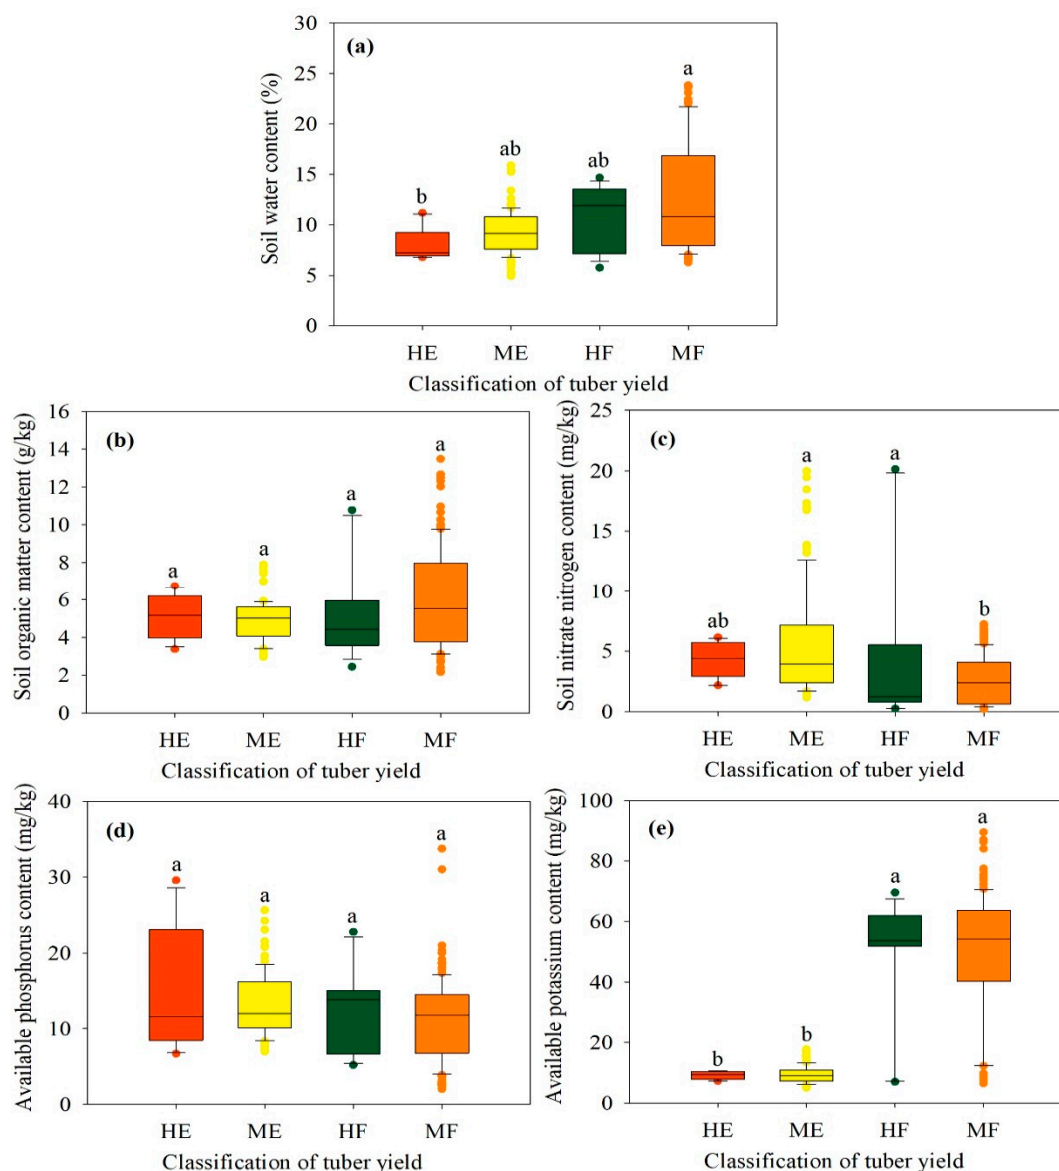 (a)
Soil water content (%)
30
25
20
15
10
5
0
b
ab
ab
a
HE ME HF MF
Classification of tuber yield
(b)
Soil organic matter content (g/kg)
16
14
12
10
8
6
4
2
0
a
a
a
a
HE ME HF MF
Classification of tuber yield
(c)
Soil nitrate nitrogen content (mg/kg)
25
20
15
10
5
0
ab
a
a
b
HE ME HF MF
Classification of tuber yield
(d)
Available phosphorus content (mg/kg)
40
30
20
10
0
a
a
a
a
HE ME HF MF
Classification of tuber yield
(e)
Available potassium content (mg/kg)
100
80
60
40
20
0
b
b
a
a
HE ME HF MF
Classification of tuber yield